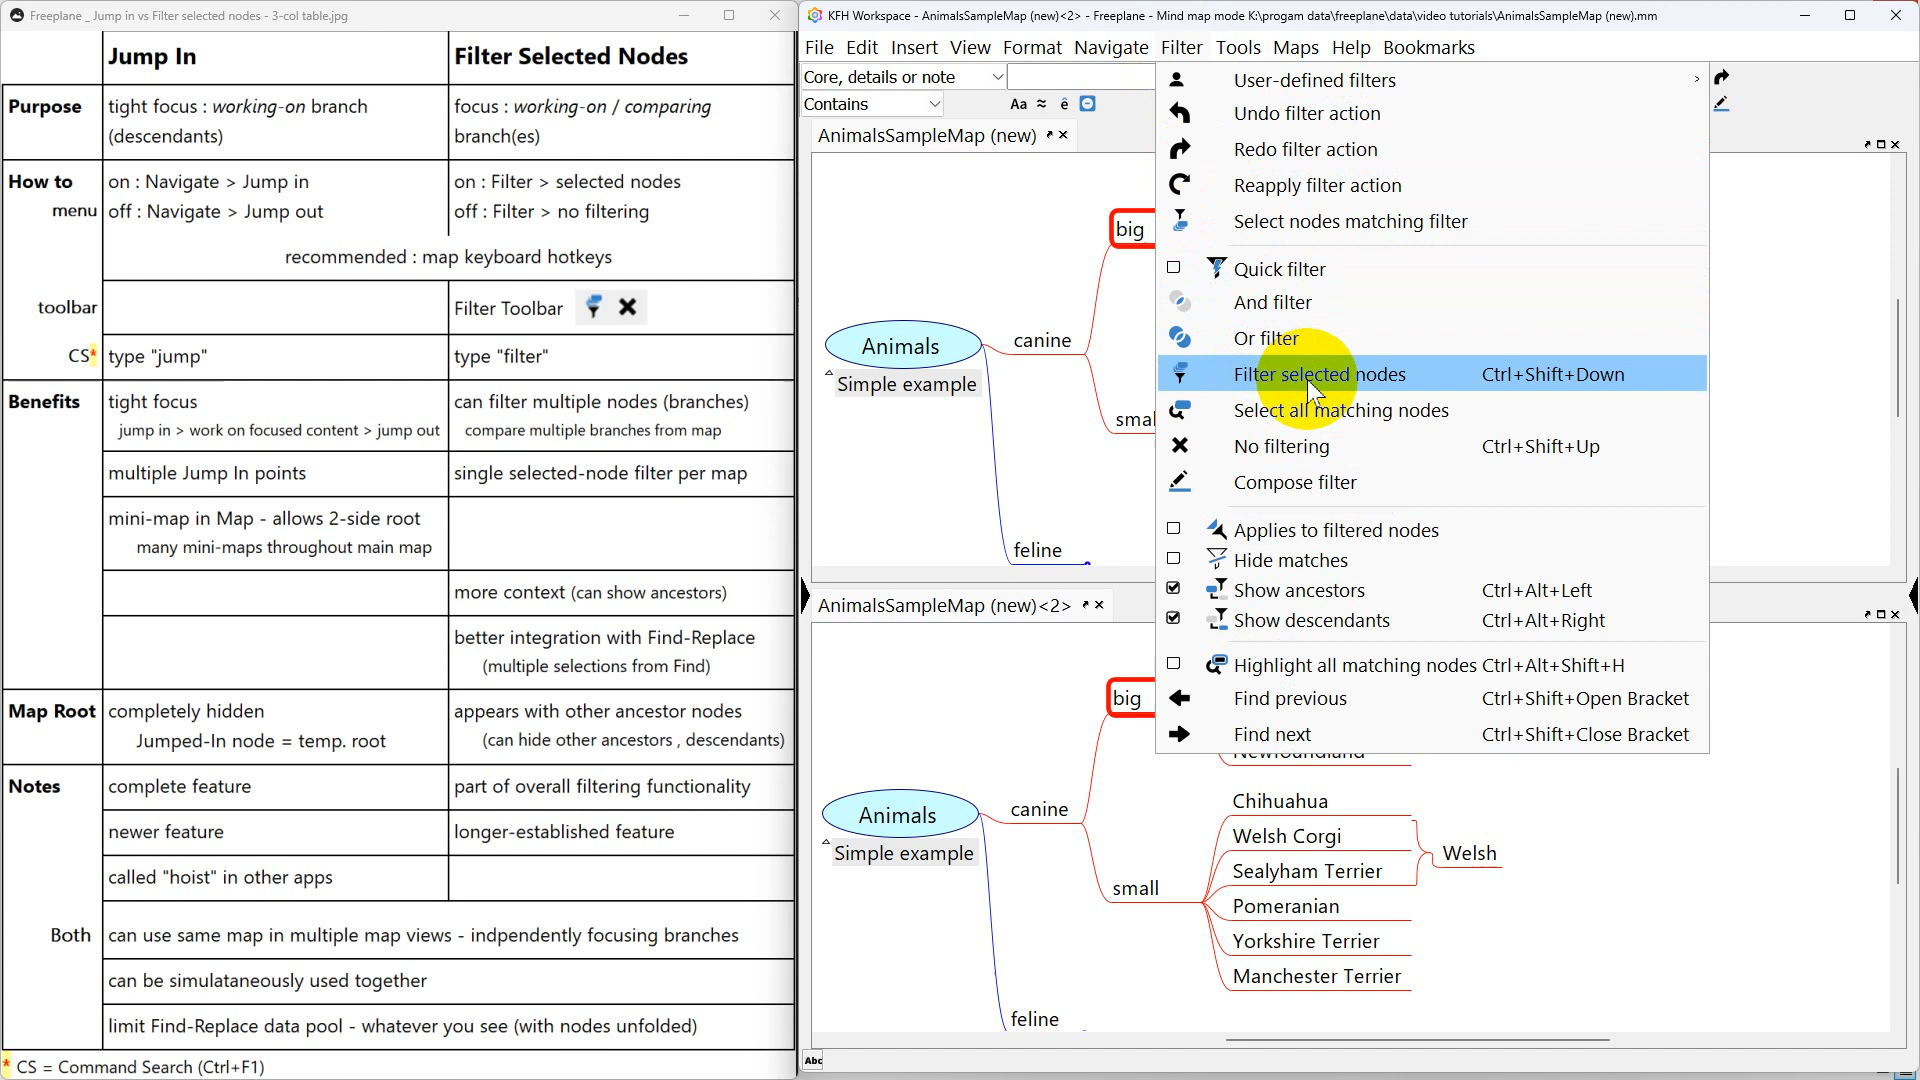 Freeplane _ Jump in vs Filter selected nodes - 3-col table.jpg
Jump In
Filter Selected Nodes
Purpose
tight focus : working-on branch
(descendants)
focus : working-on / comparing
branch(es)
How to
menu
on : Navigate > Jump in
off : Navigate > Jump out
on : Filter > selected nodes
off : Filter > no filtering
recommended : map keyboard hotkeys
toolbar
Filter Toolbar
CS*
type "jump"
type "filter"
Benefits
tight focus
jump in > work on focused content > jump out
can filter multiple nodes (branches)
compare multiple branches from map
multiple Jump In points
single selected-node filter per map
mini-map in Map - allows 2-side root
many mini-maps throughout main map
more context (can show ancestors)
better integration with Find-Replace
(multiple selections from Find)
Map Root
completely hidden
Jumped-In node = temp. root
appears with other ancestor nodes
(can hide other ancestors , descendants)
Notes
complete feature
part of overall filtering functionality
newer feature
longer-established feature
called "hoist" in other apps
Both
can use same map in multiple map views - indpendently focusing branches
can be simulataneously used together
limit Find-Replace data pool - whatever you see (with nodes unfolded)
* CS = Command Search (Ctrl+F1)
KFH Workspace - AnimalsSampleMap (new)<2> - Freeplane - Mind map mode K:\progam data\freeplane\data\video tutorials\AnimalsSampleMap (new).mm
File Edit Insert View Format Navigate Filter Tools Maps Help Bookmarks
Core, details or note
Contains
Aa ≈ ê
AnimalsSampleMap (new)
big
canine
Animals
Simple example
smal
feline
User-defined filters
Undo filter action
Redo filter action
Reapply filter action
Select nodes matching filter
Quick filter
And filter
Or filter
Filter selected nodes Ctrl+Shift+Down
Select all matching nodes
No filtering Ctrl+Shift+Up
Compose filter
Applies to filtered nodes
Hide matches
Show ancestors Ctrl+Alt+Left
Show descendants Ctrl+Alt+Right
Highlight all matching nodes Ctrl+Alt+Shift+H
Find previous Ctrl+Shift+Open Bracket
Find next Ctrl+Shift+Close Bracket
AnimalsSampleMap (new)<2>
big
Newfoundland
canine
Animals
Simple example
Chihuahua
Welsh Corgi
Welsh
Sealyham Terrier
small
Pomeranian
Yorkshire Terrier
Manchester Terrier
feline
Abc